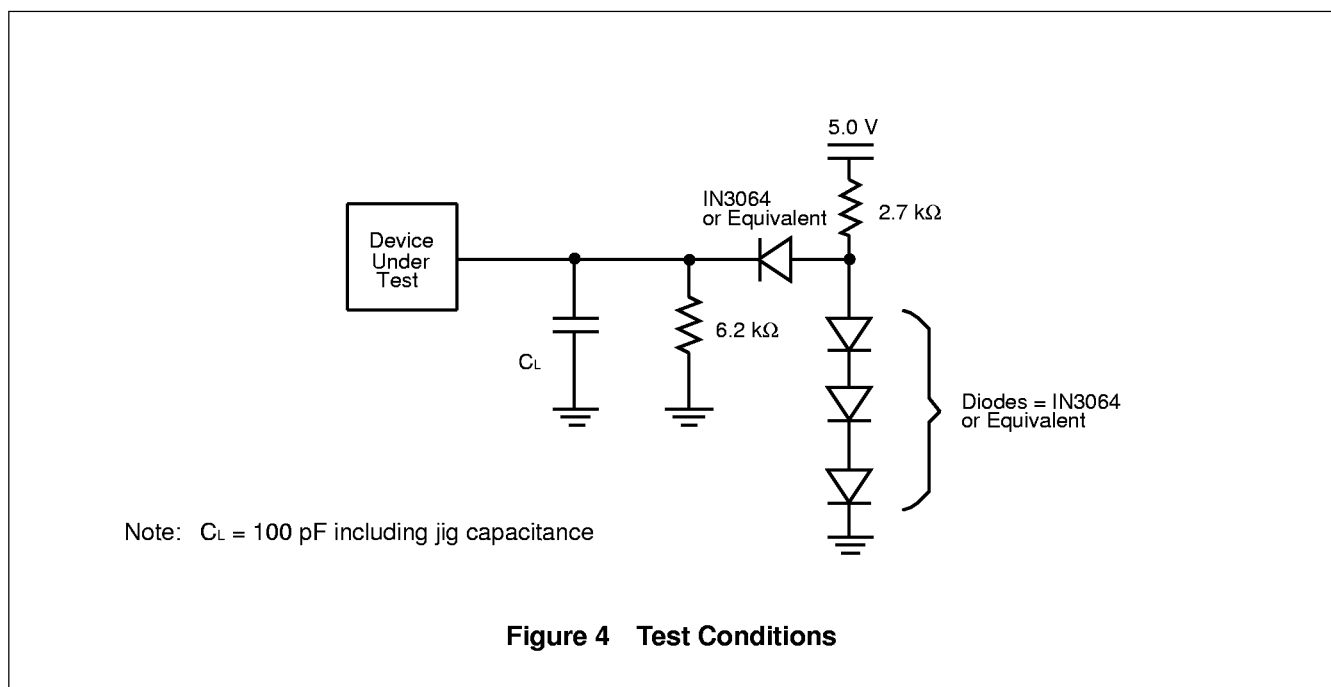 5.0 V
IN3064
or Equivalent
2.7 kΩ
Device
Under
Test
6.2 kΩ
CL
Diodes = IN3064
or Equivalent
Note: CL = 100 pF including jig capacitance
Figure 4 Test Conditions